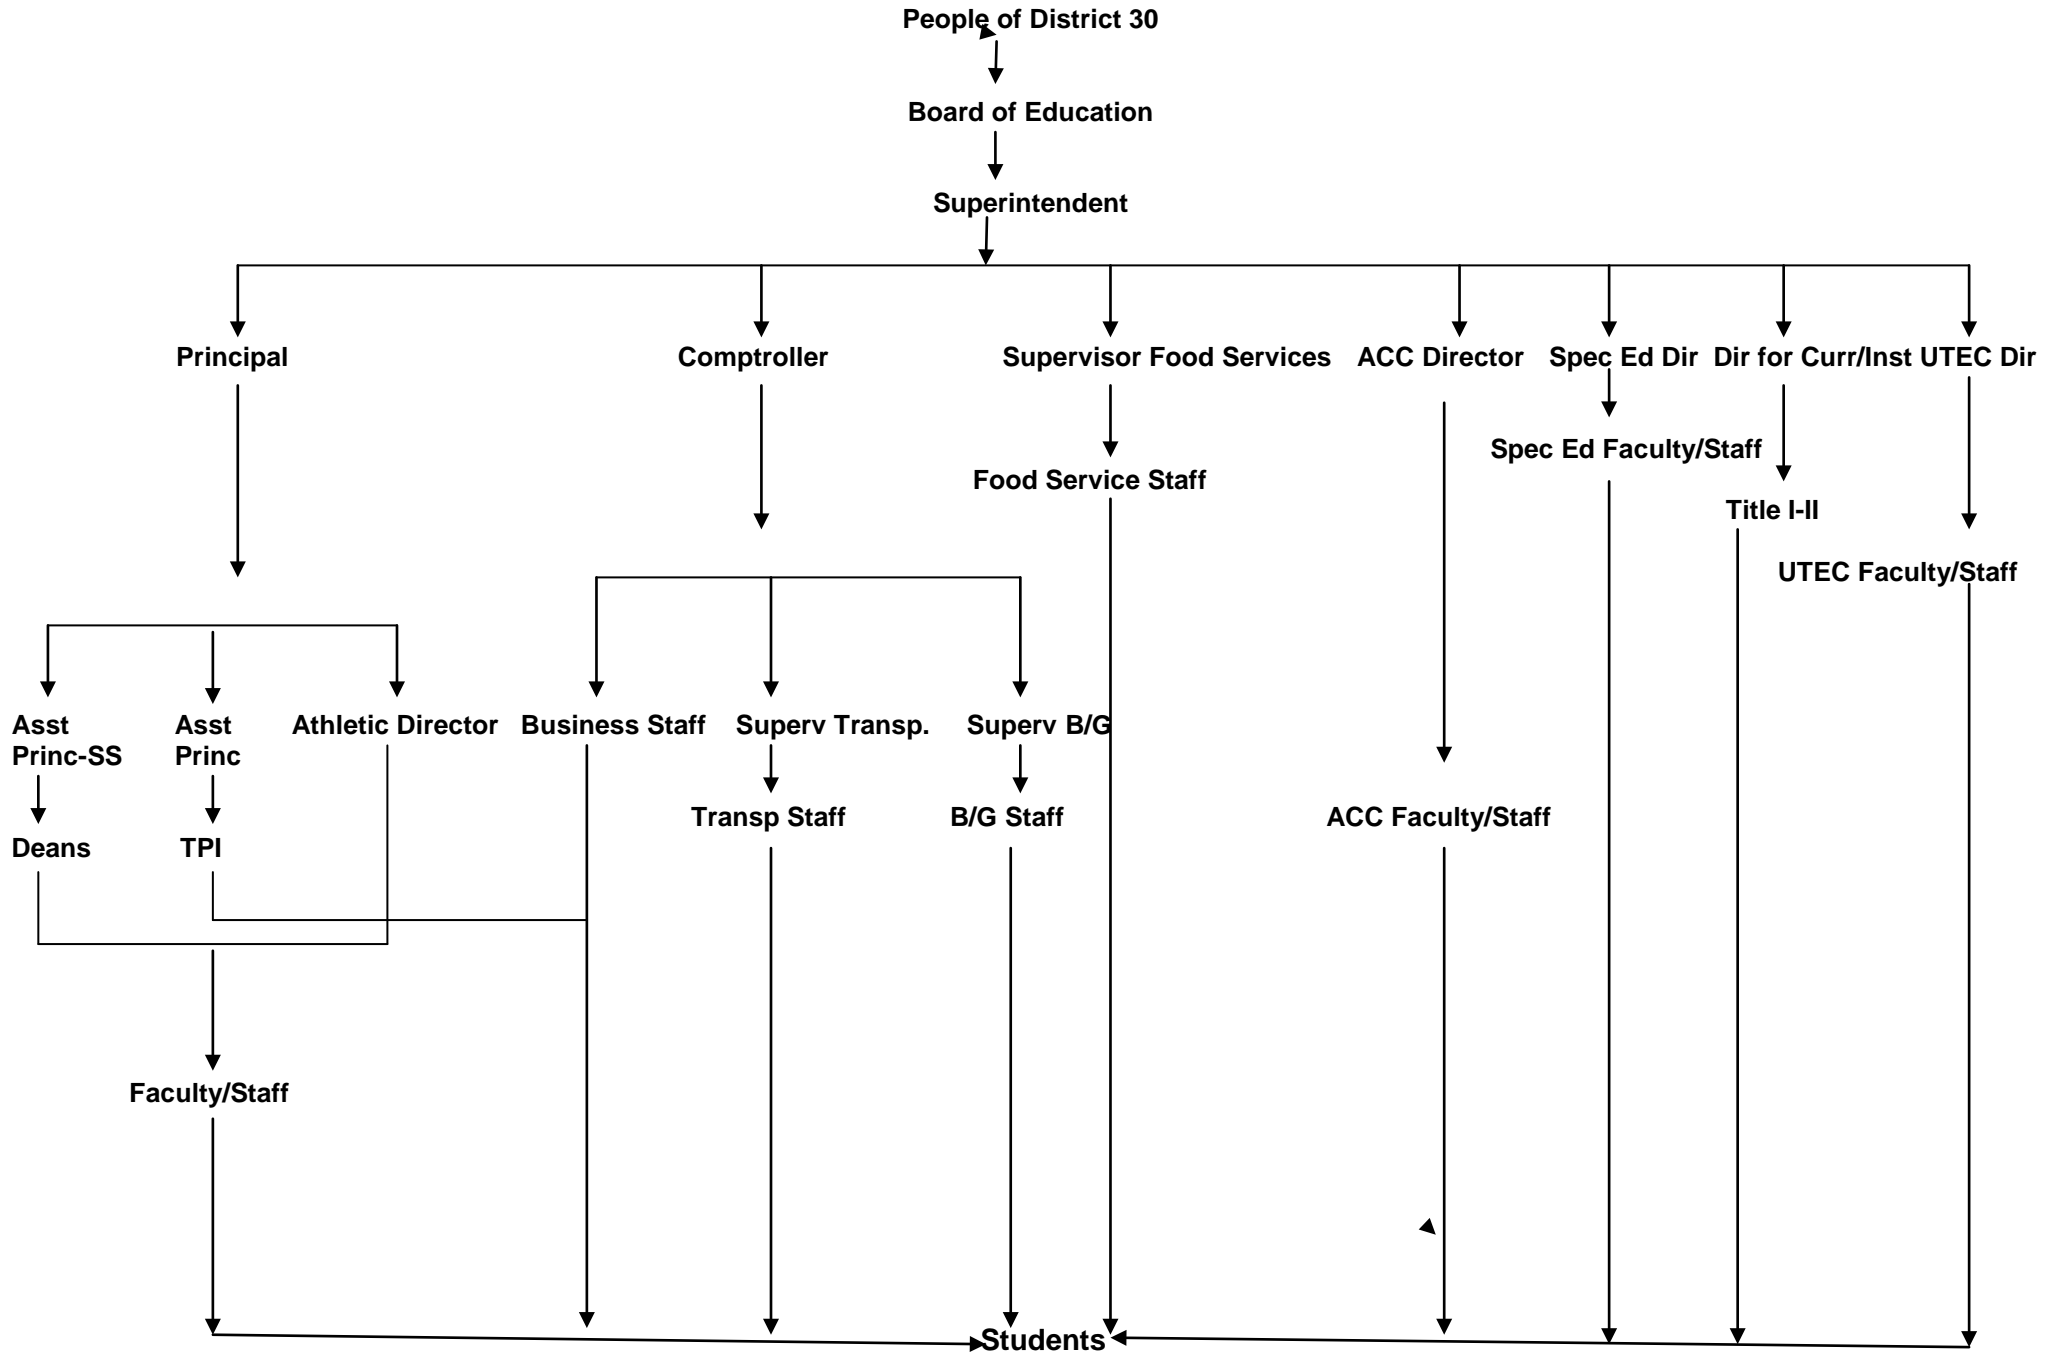 People of District 30
Board of Education
Superintendent
Principal
Comptroller
Supervisor Food Services
ACC Director
Spec Ed Dir
Dir for Curr/Inst
UTEC Dir
Spec Ed Faculty/Staff
Food Service Staff
Title I-II
UTEC Faculty/Staff
Asst
Princ-SS
Asst
Princ
Athletic Director
Business Staff
Superv Transp.
Superv B/G
Transp Staff
B/G Staff
ACC Faculty/Staff
Deans
TPI
Faculty/Staff
Students